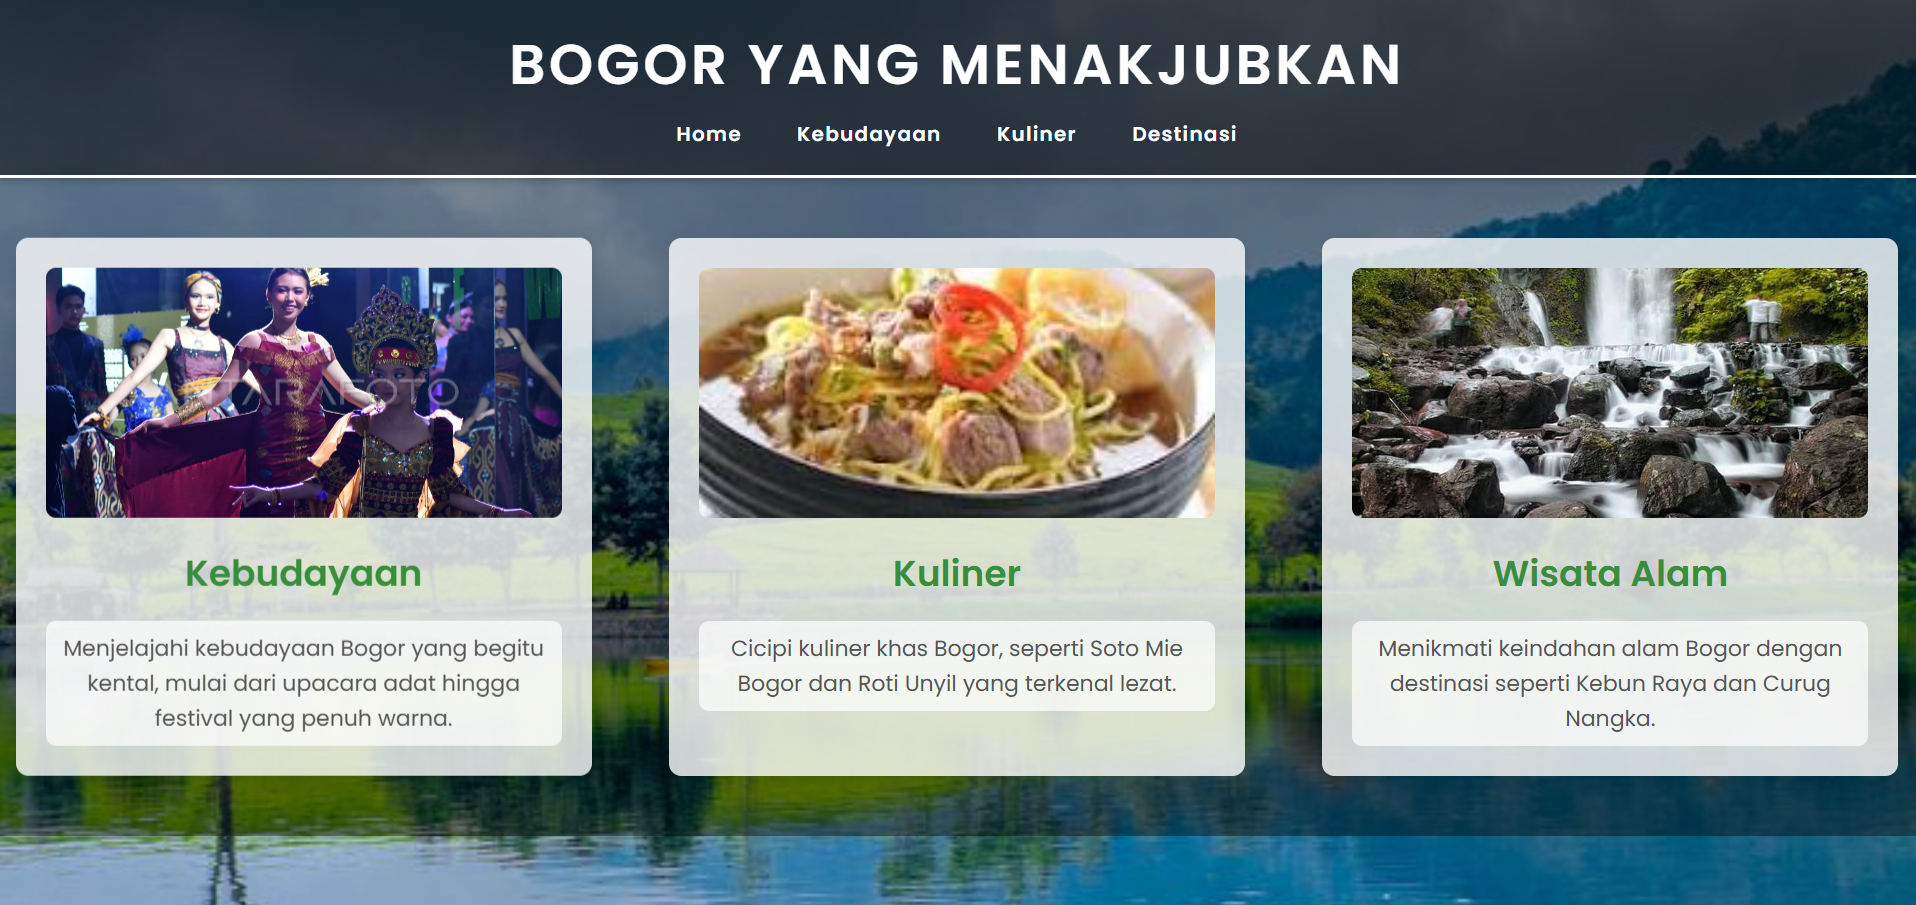 BOGOR YANG MENAKJUBKAN
Home Kebudayaan Kuliner Destinasi
TTARAFOTO
Kebudayaan
Menjelajahi kebudayaan Bogor yang begitu
kental, mulai dari upacara adat hingga
festival yang penuh warna.
Kuliner
Cicipi kuliner khas Bogor, seperti Soto Mie
Bogor dan Roti Unyil yang terkenal lezat.
Wisata Alam
Menikmati keindahan alam Bogor dengan
destinasi seperti Kebun Raya dan Curug
Nangka.